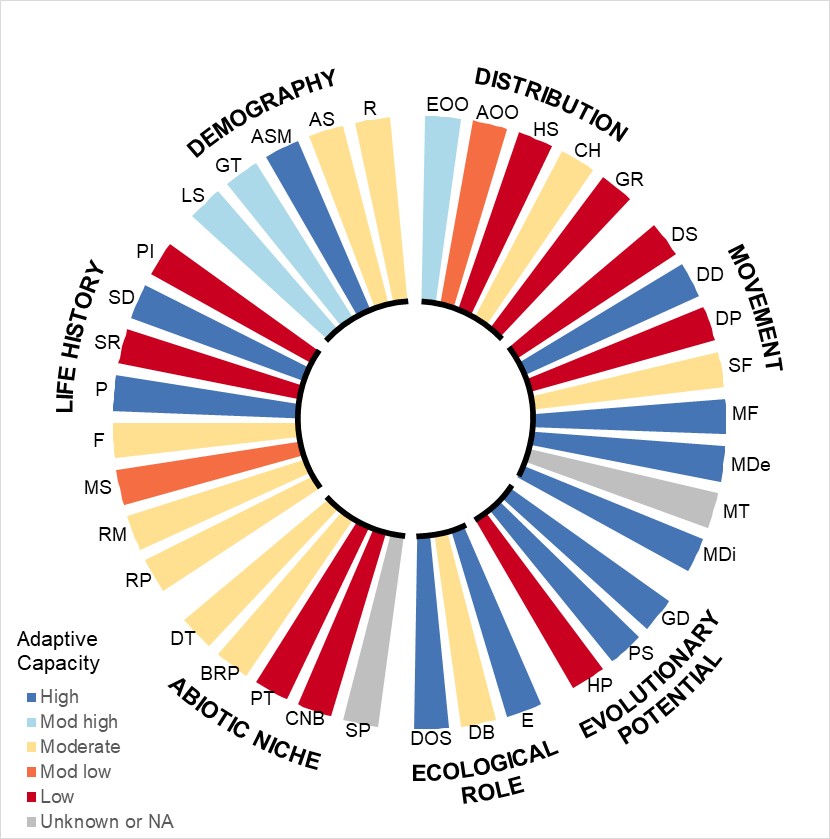 DEMOGRAPHY
DISTRIBUTION
R
EOO
AOO
AS
HS
ASM
CH
GT
GR
LS
DS
MOVEMENT
PI
DD
LIFE HISTORY
SD
DP
SR
SF
P
MF
F
MDe
MS
MT
RM
MDi
RP
GD
DT
PS
BRP
HP
EVOLUTIONARY
POTENTIAL
PT
CNB
SP
DOS
DB
E
ABIOTIC NICHE
ECOLOGICAL
ROLE
Adaptive
Capacity
High
Mod high
Moderate
Mod low
Low
Unknown or NA